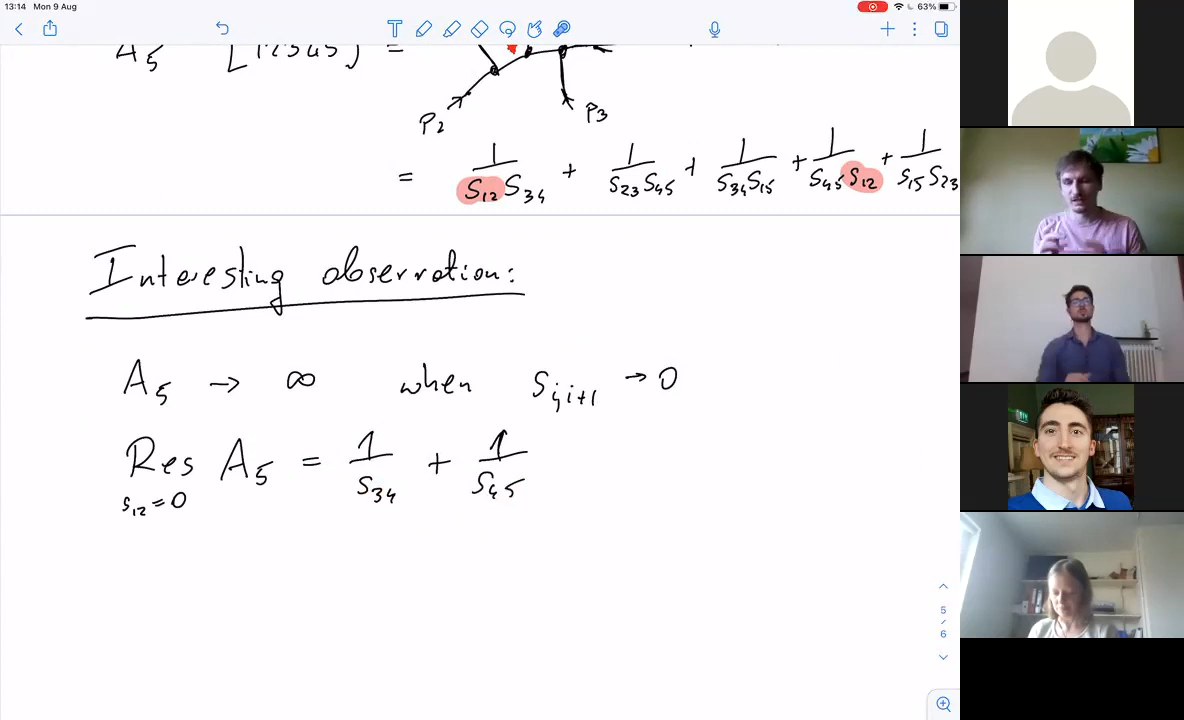 13:14 Mon 9 Aug 63%
A5 [12345] =
P2 P3
= 1/(S12 S34) + 1/(S23 S45) + 1/(S34 S15) + 1/(S45 S12) + 1/(S15 S23)
Interesting observation:
A5 → ∞ when Si,i+1 → 0
Res A5 = 1/S34 + 1/S45
S12=0
5
/
6